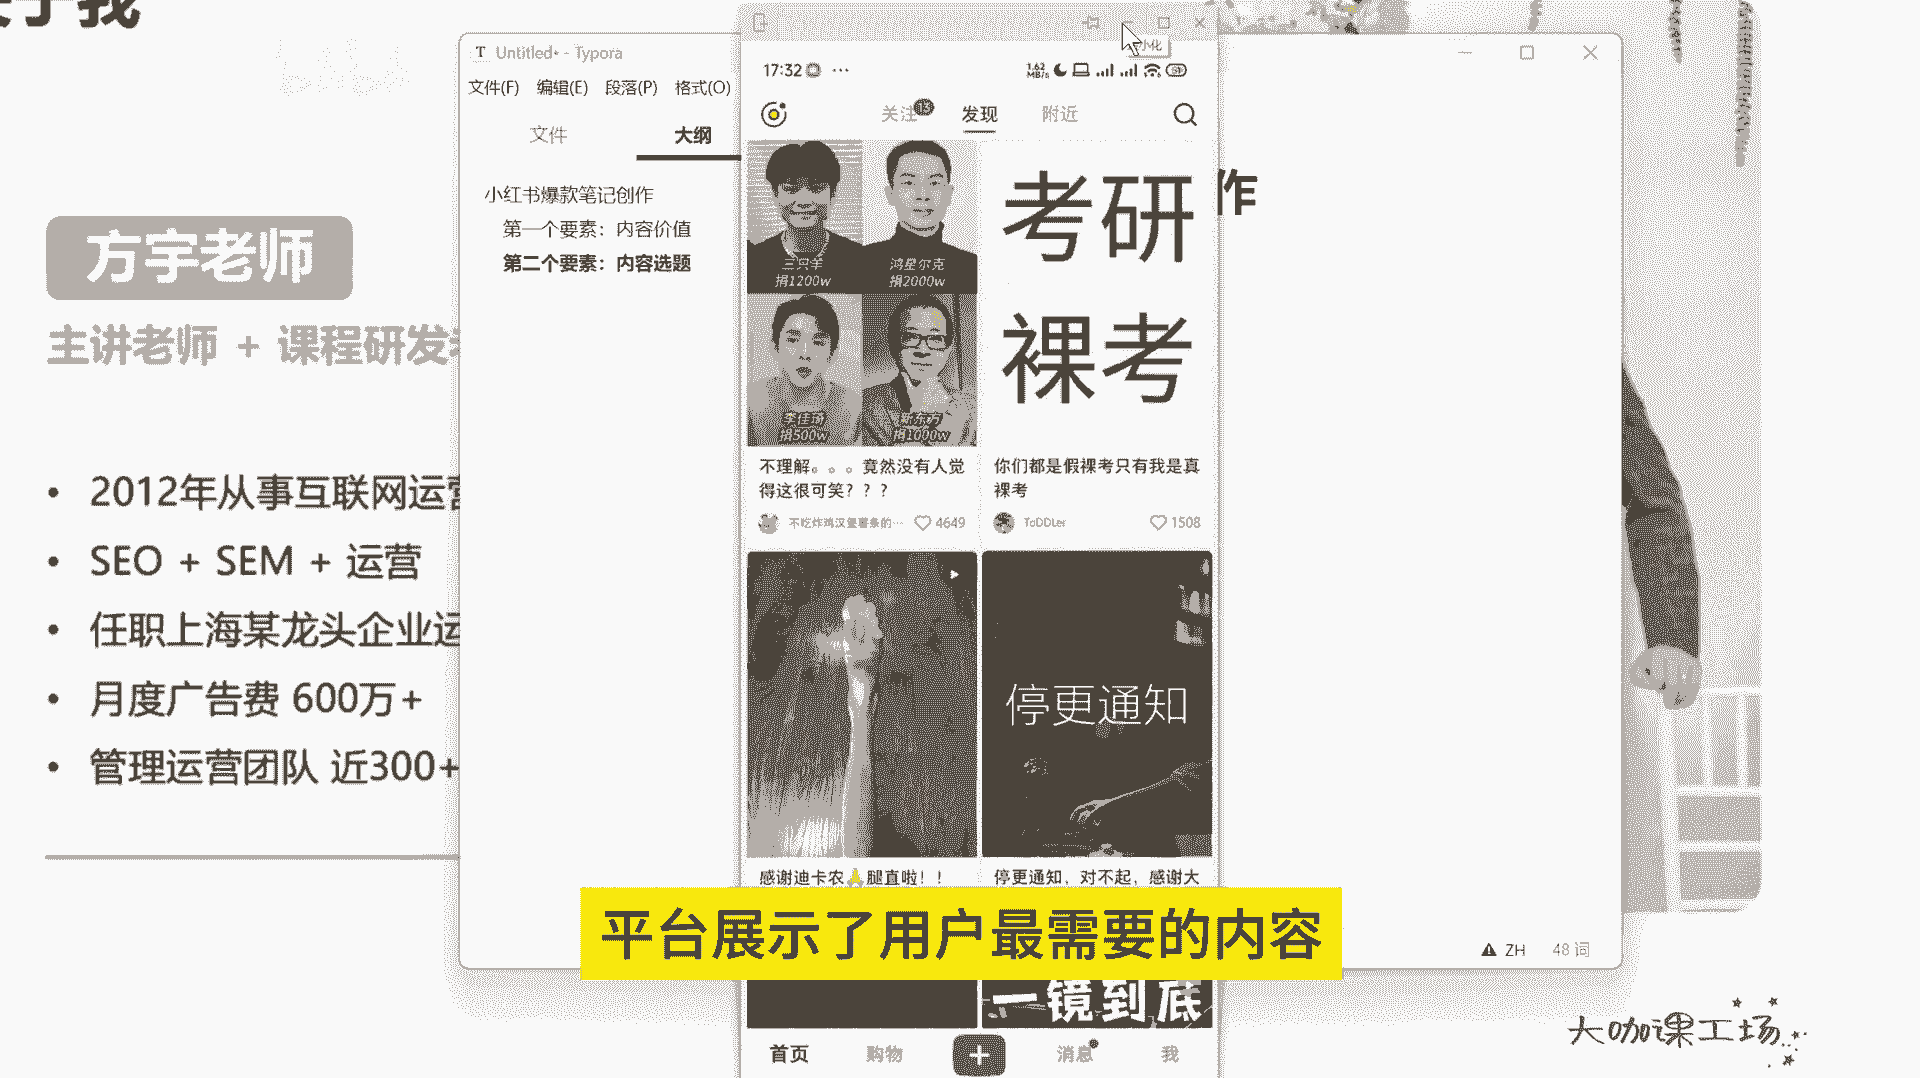 关于我
方宇老师
主讲老师 + 课程研发
2012年从事互联网运营
SEO + SEM + 运营
任职上海某龙头企业运
月度广告费 600万+
管理运营团队 近300+
Untitled• - Typora
文件(F) 编辑(E) 段落(P) 格式(O)
文件 大纲
小红书爆款笔记创作
第一个要素：内容价值
第二个要素：内容选题
作
17:32
1.62 MB/s
关注 13 发现 附近
三只羊
捐1200w
鸿星尔克
捐2000w
李佳琦
捐500w
新东方
捐1000w
不理解。。。竟然没有人觉
得这很可笑？？？
不吃炸鸡汉堡薯条的… 4649
考研
裸考
你们都是假裸考只有我是真
裸考
ToDDLer 1508
感谢迪卡农🙏腿直啦！！
停更通知
停更通知，对不起，感谢大
平台展示了用户最需要的内容
一镜到底
首页 购物 + 消息 我
ZH 48 词
大咖课工场